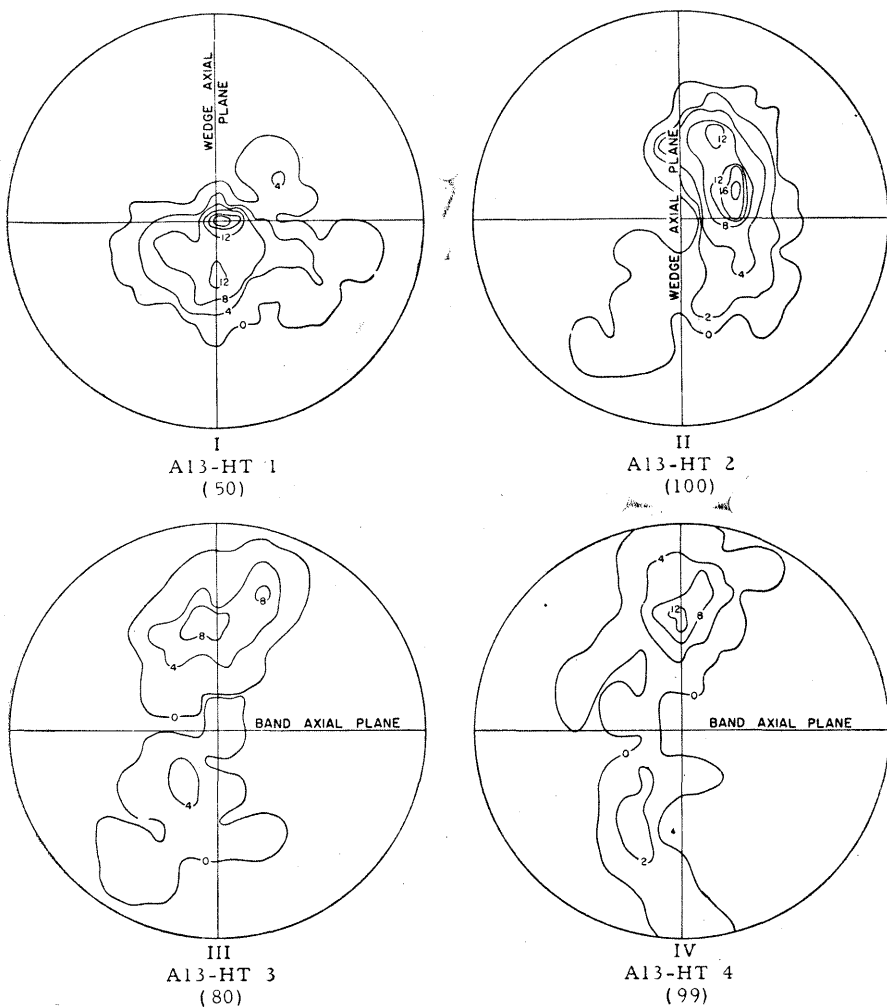 WEDGE AXIAL
PLANE
4
12
12
8
4
0
I
A13-HT 1
(50)
WEDGE AXIAL PLANE
12
12
16
8
4
2
0
II
A13-HT 2
(100)
8
8
4
0
BAND AXIAL PLANE
4
0
III
A13-HT 3
(80)
4
12
8
0
BAND AXIAL PLANE
0
4
2
IV
A13-HT 4
(99)